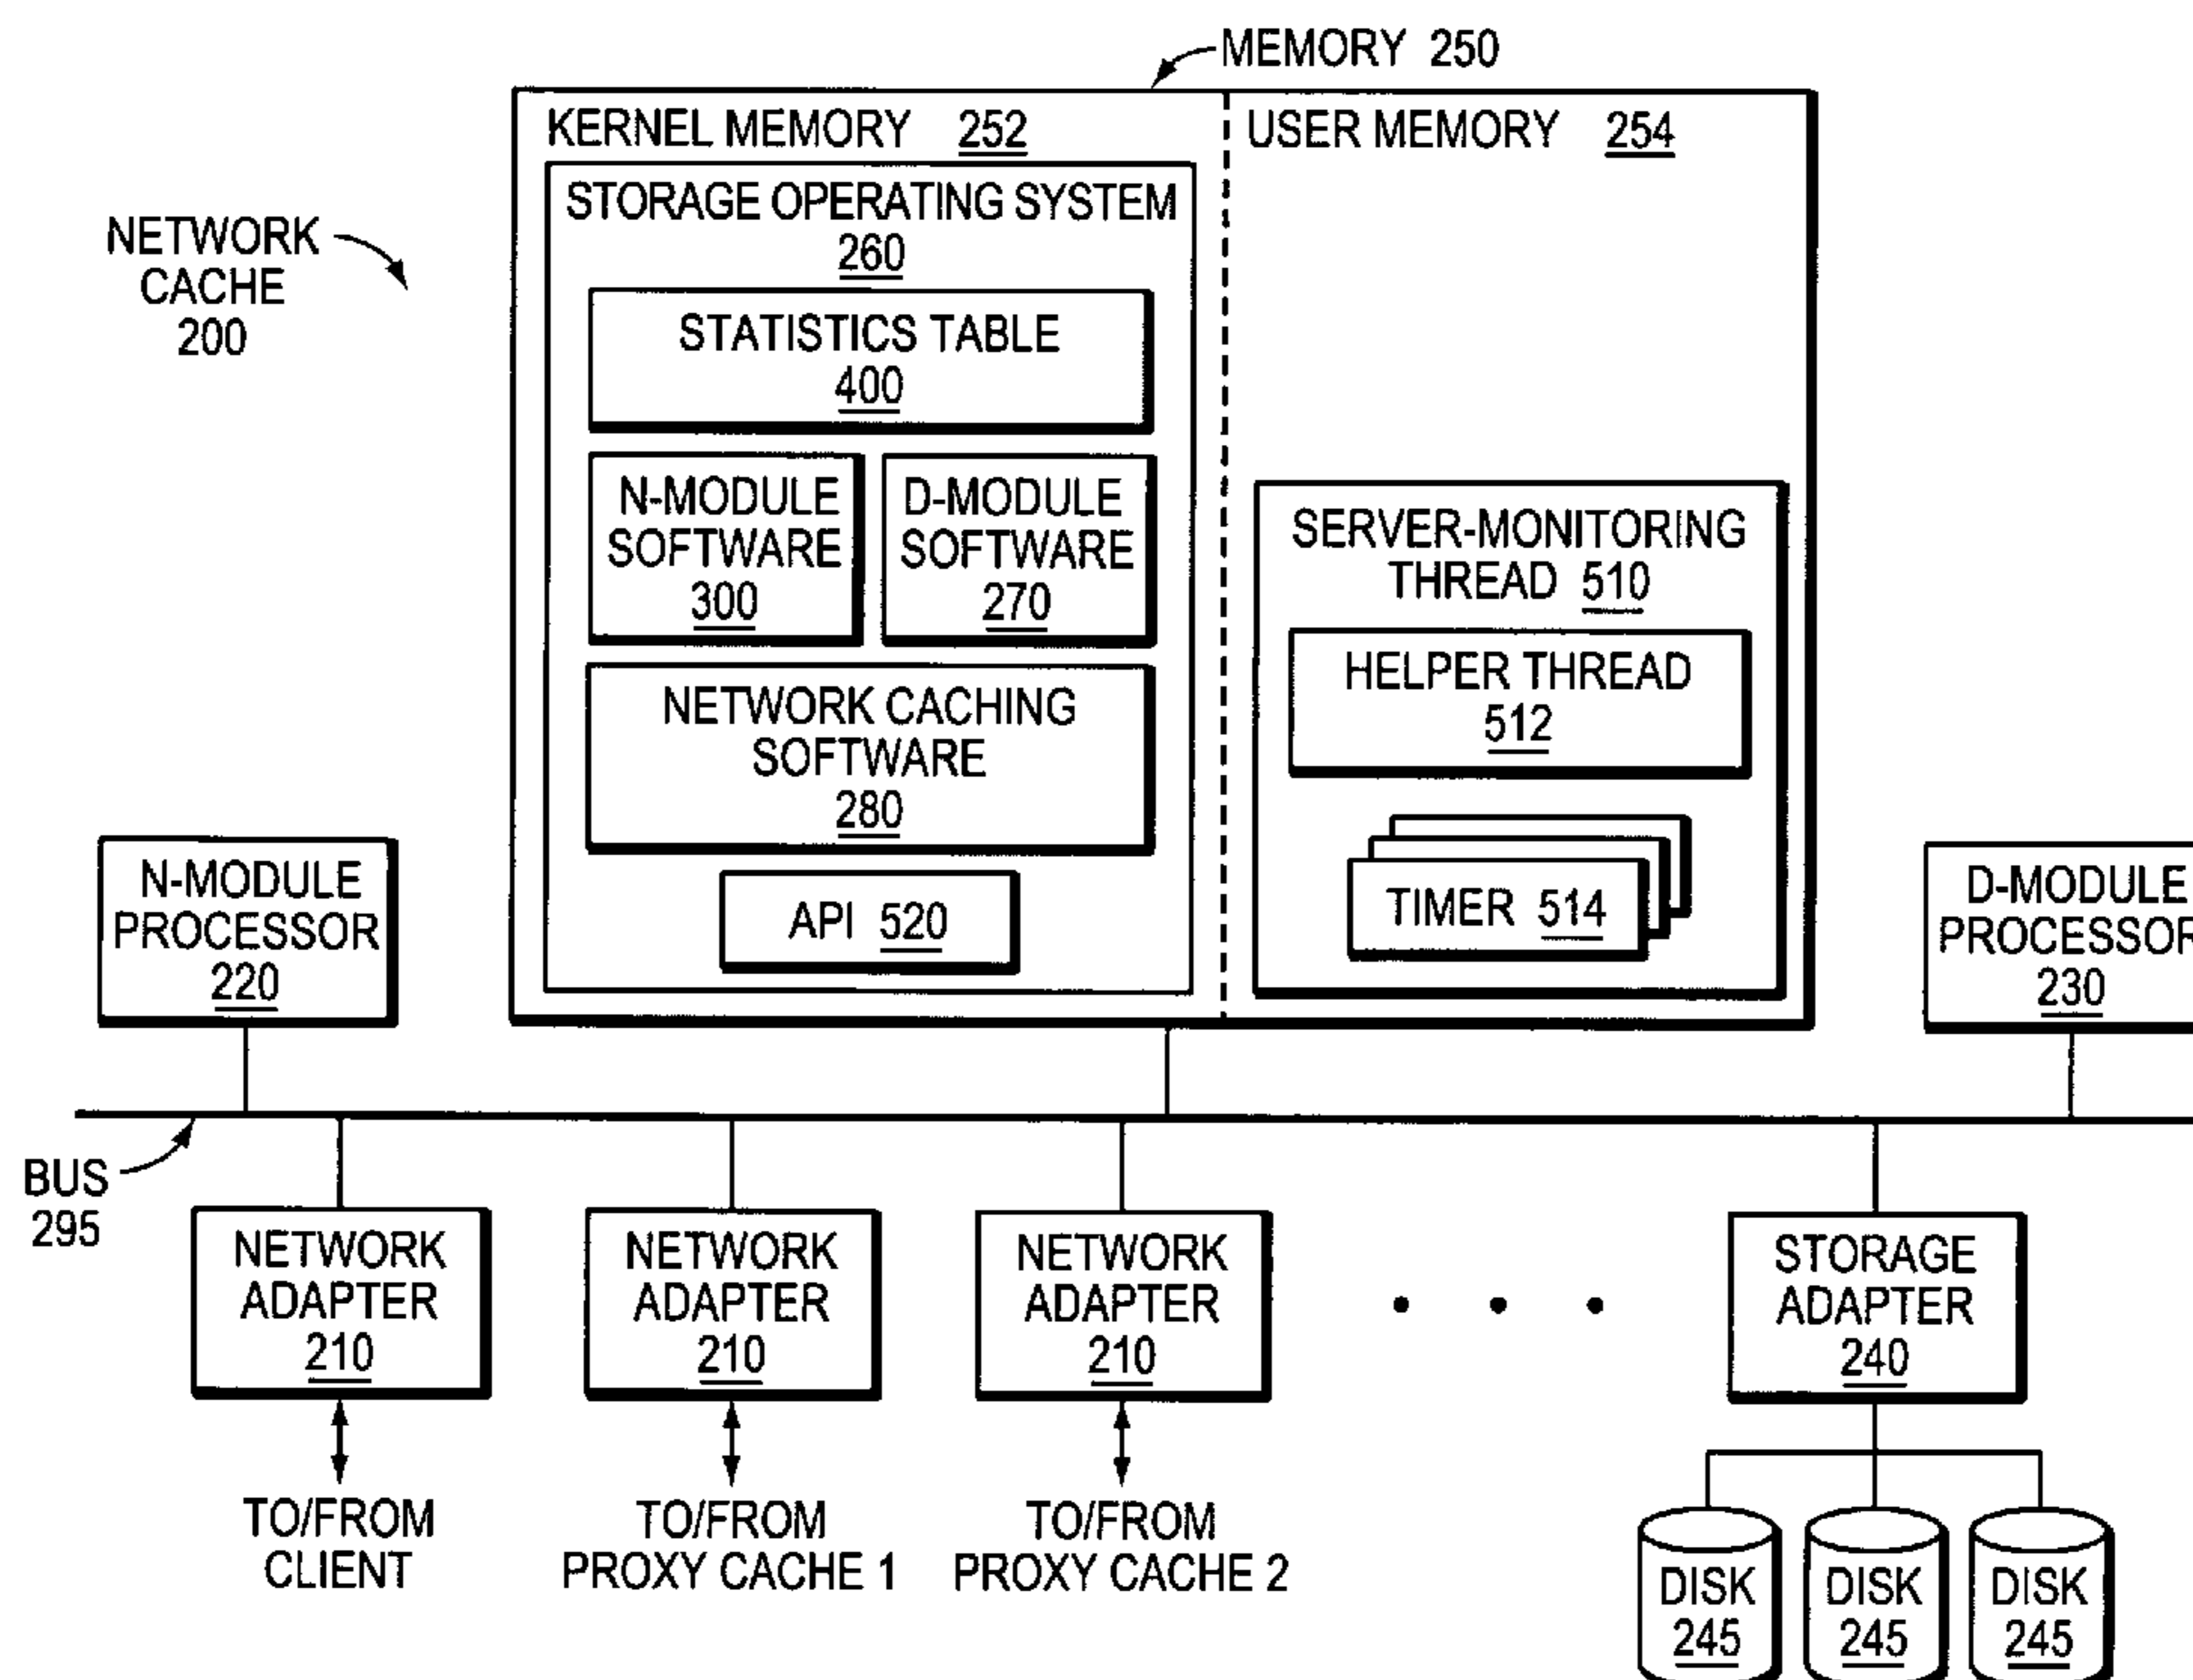 MEMORY 250
KERNEL MEMORY 252
USER MEMORY 254
NETWORK
CACHE
200
STORAGE OPERATING SYSTEM
260
STATISTICS TABLE
400
N-MODULE
SOFTWARE
300
D-MODULE
SOFTWARE
270
NETWORK CACHING
SOFTWARE
280
API 520
SERVER-MONITORING
THREAD 510
HELPER THREAD
512
TIMER 514
N-MODULE
PROCESSOR
220
D-MODULE
PROCESSOR
230
BUS
295
NETWORK
ADAPTER
210
NETWORK
ADAPTER
210
NETWORK
ADAPTER
210
• • •
STORAGE
ADAPTER
240
TO/FROM
CLIENT
TO/FROM
PROXY CACHE 1
TO/FROM
PROXY CACHE 2
DISK
245
DISK
245
DISK
245